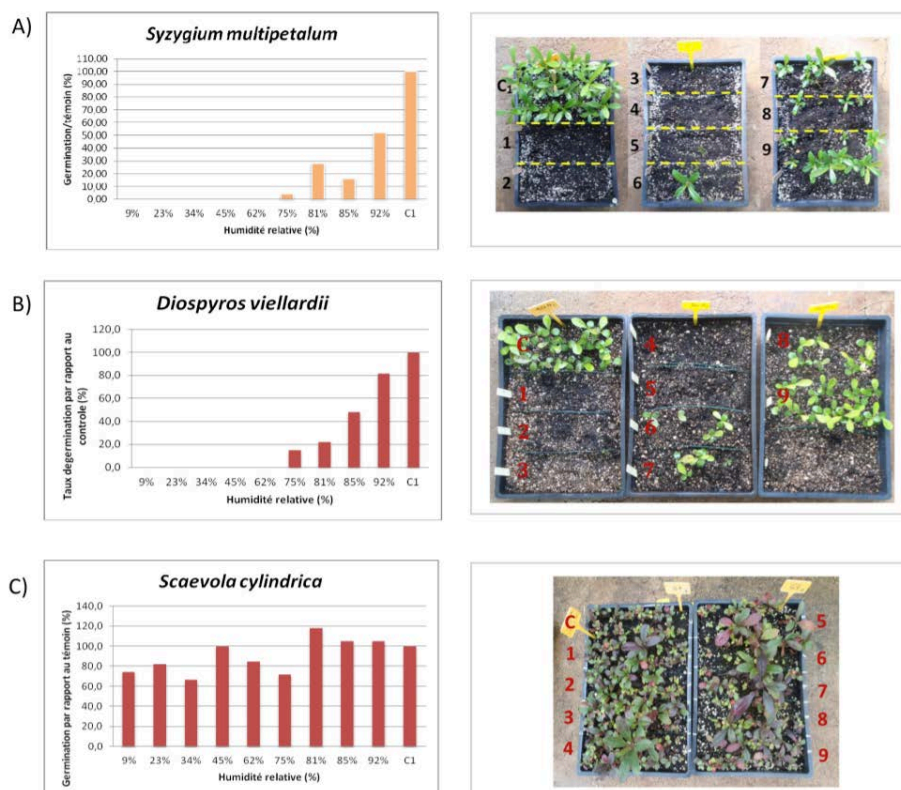 A)
Syzygium multipetalum
Germination/témoin (%)
110,00
100,00
90,00
80,00
70,00
60,00
50,00
40,00
30,00
20,00
10,00
0,00
9% 23% 34% 45% 62% 75% 81% 85% 92% C1
Humidité relative (%)
C1
1
2
3
4
5
6
7
8
9
B)
Diospyros viellardii
Taux degermination par rapport au
controle (%)
120,0
100,0
80,0
60,0
40,0
20,0
0,0
9% 23% 34% 45% 62% 75% 81% 85% 92% C1
Humidité relative (%)
C
1
2
3
4
5
6
7
8
9
C)
Scaevola cylindrica
Germination par rapport au témoin (%)
140,0
120,0
100,0
80,0
60,0
40,0
20,0
0,0
9% 23% 34% 45% 62% 75% 81% 85% 92% C1
Humidité relative (%)
C
1
2
3
4
5
6
7
8
9